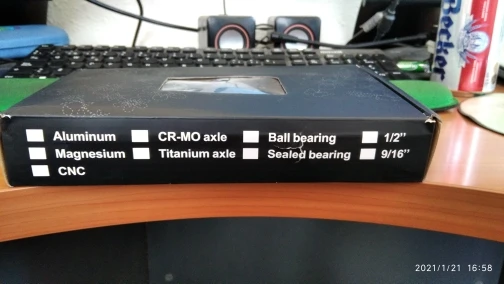 Aluminum CR-MO axle Ball bearing 1/2''
Magnesium Titanium axle Sealed bearing 9/16''
CNC
Becher
2021/1/21 16:58